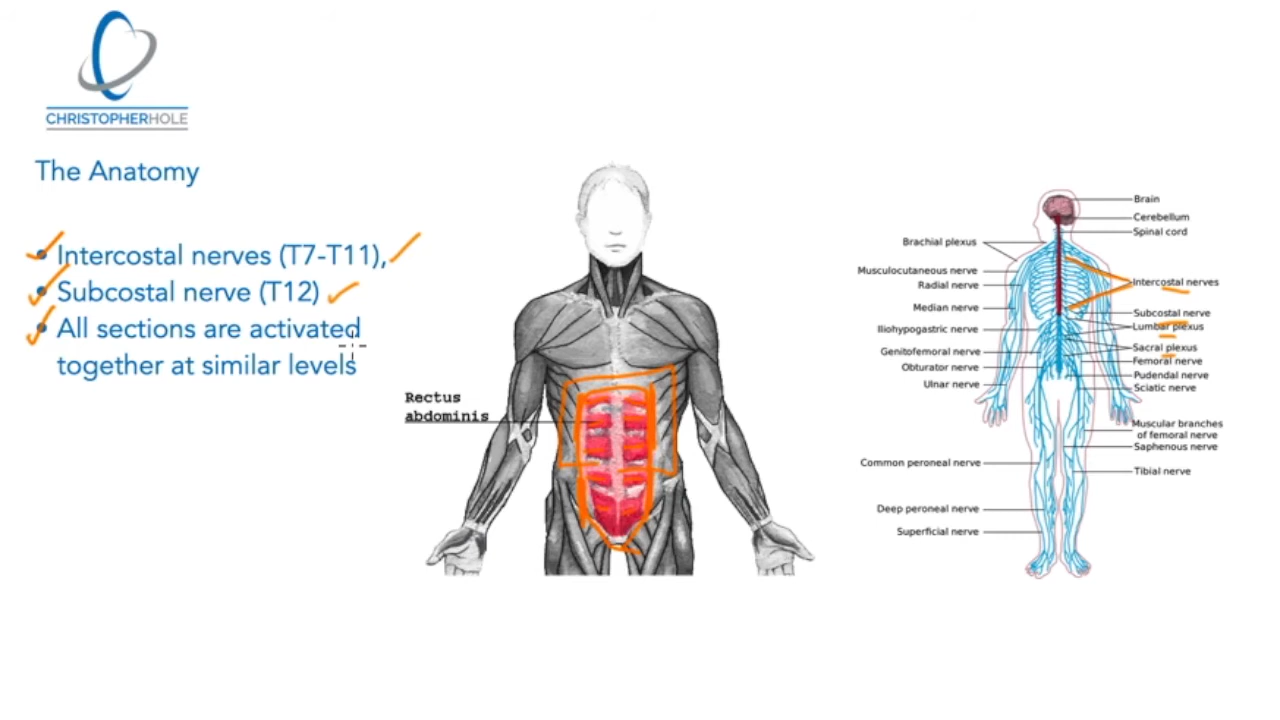 CHRISTOPHERHOLE
The Anatomy
• Intercostal nerves (T7-T11),
• Subcostal nerve (T12)
• All sections are activated
together at similar levels
Rectus
abdominis
Brachial plexus
Musculocutaneous nerve
Radial nerve
Median nerve
Iliohypogastric nerve
Genitofemoral nerve
Obturator nerve
Ulnar nerve
Common peroneal nerve
Deep peroneal nerve
Superficial nerve
Brain
Cerebellum
Spinal cord
Intercostal nerves
Subcostal nerve
Lumbar plexus
Sacral plexus
Femoral nerve
Pudendal nerve
Sciatic nerve
Muscular branches
of femoral nerve
Saphenous nerve
Tibial nerve